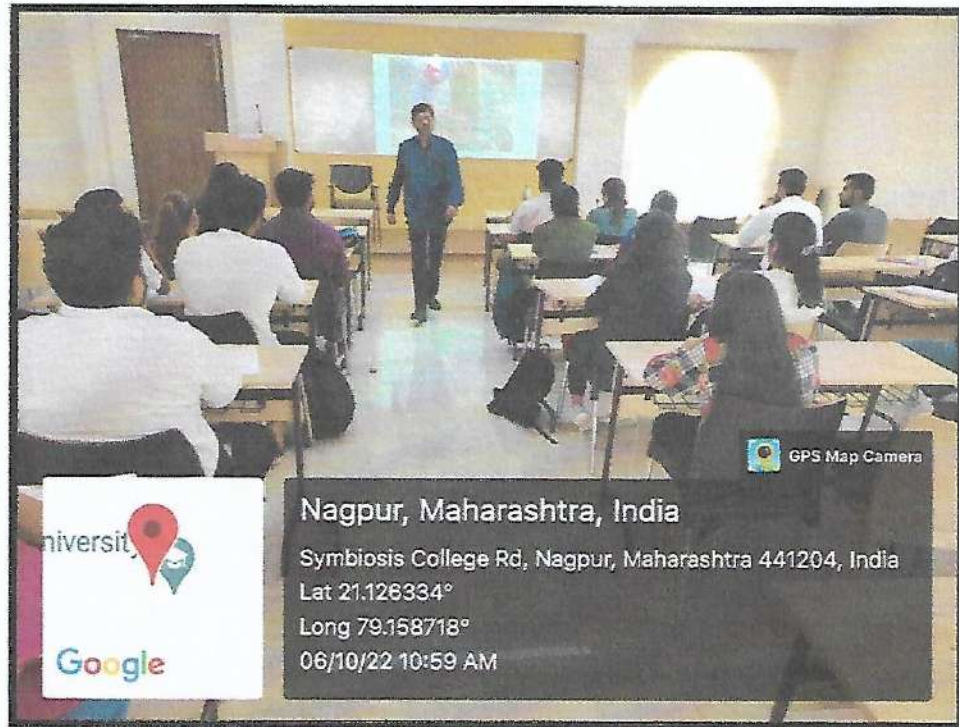 GPS Map Camera
niversit
Google
Nagpur, Maharashtra, India
Symbiosis College Rd, Nagpur, Maharashtra 441204, India
Lat 21.126334°
Long 79.158718°
06/10/22 10:59 AM